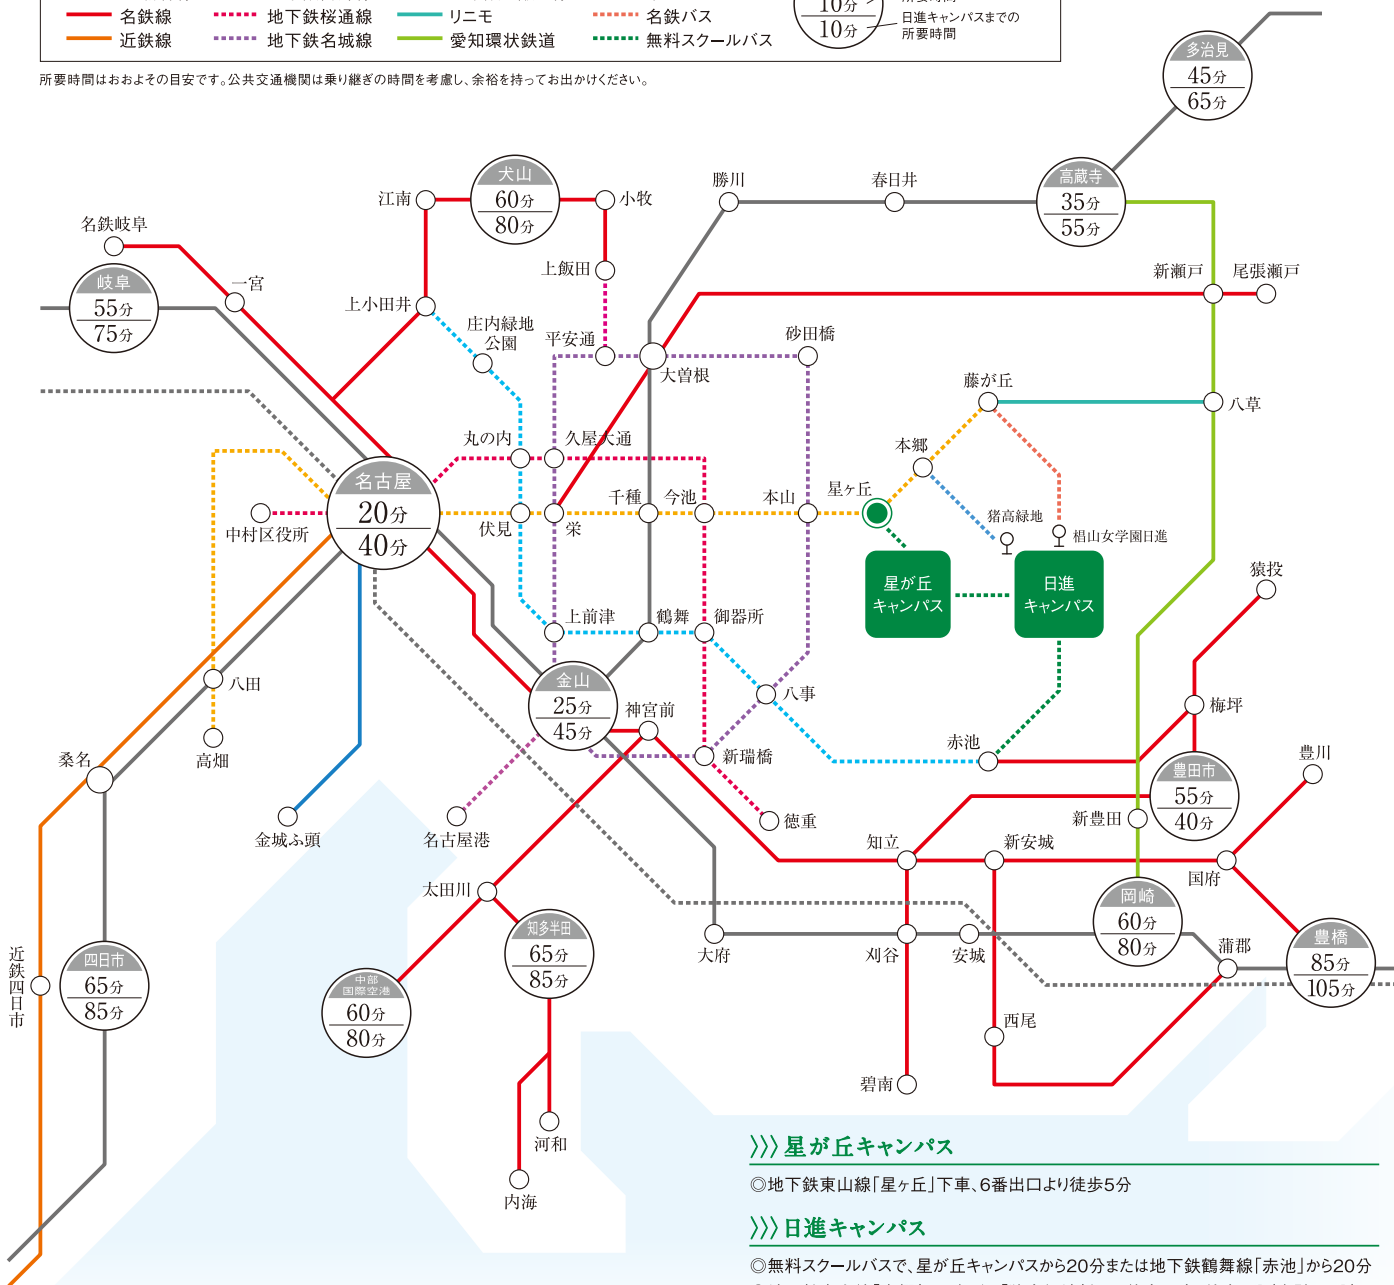 名鉄線
地下鉄桜通線
リニモ
名鉄バス
近鉄線
地下鉄名城線
愛知環状鉄道
無料スクールバス
10分
10分
所要時間
日進キャンパスまでの
所要時間
所要時間はおおよその目安です。公共交通機関は乗り継ぎの時間を考慮し、余裕を持ってお出かけください。
多治見
45分
65分
犬山
60分
80分
江南
小牧
勝川
春日井
高蔵寺
35分
55分
名鉄岐阜
岐阜
55分
75分
一宮
上飯田
上小田井
新瀬戸
尾張瀬戸
庄内緑地
公園
平安通
砂田橋
大曽根
藤が丘
八草
丸の内
久屋大通
本郷
名古屋
20分
40分
千種
今池
本山
星ヶ丘
中村区役所
伏見
栄
猪高緑地
椙山女学園日進
星が丘
キャンパス
日進
キャンパス
猿投
上前津
鶴舞
御器所
八田
金山
25分
45分
神宮前
八事
梅坪
高畑
桑名
新瑞橋
赤池
豊田市
55分
40分
豊川
金城ふ頭
名古屋港
徳重
新豊田
知立
新安城
国府
太田川
知多半田
65分
85分
岡崎
60分
80分
大府
刈谷
安城
蒲郡
豊橋
85分
105分
近鉄四日市
四日市
65分
85分
中部
国際空港
60分
80分
西尾
碧南
河和
内海
〉〉〉星が丘キャンパス
◎地下鉄東山線「星ヶ丘」下車、6番出口より徒歩5分
〉〉〉日進キャンパス
◎無料スクールバスで、星が丘キャンパスから20分または地下鉄鶴舞線「赤池」から20分